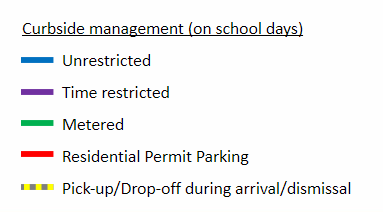 Curbside management (on school days)
Unrestricted
Time restricted
Metered
Residential Permit Parking
Pick-up/Drop-off during arrival/dismissal